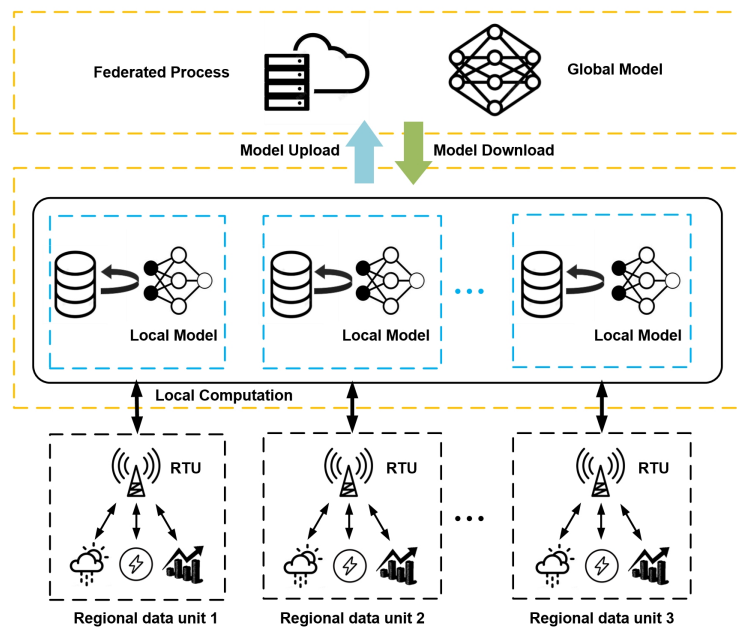 Federated Process
Global Model
Model Upload
Model Download
Local Model
Local Model
Local Model
Local Computation
RTU
RTU
RTU
Regional data unit 1
Regional data unit 2
Regional data unit 3